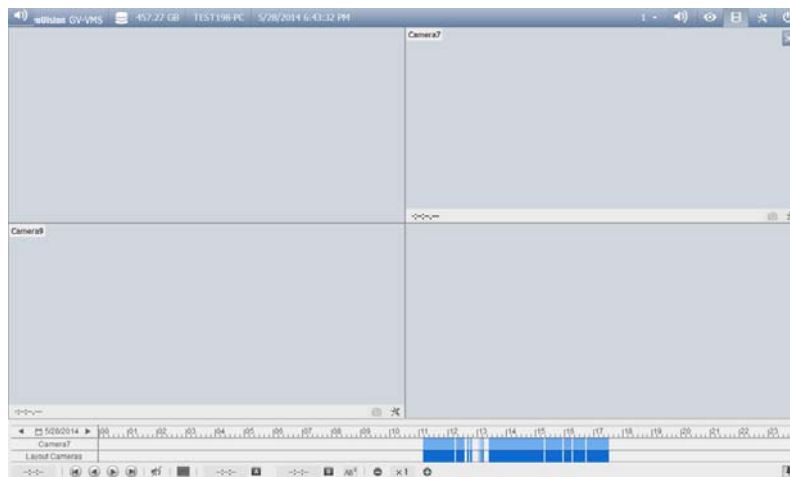 GV-VMS 457.27 GB TEST198-PC 5/28/2014 6:43:32 PM 1
Camera7
--:--:--.---
Camera9
--:--:--.---
5/28/2014 00 01 02 03 04 05 06 07 08 09 10 11 12 13 14 15 16 17 18 19 20 21 22 23
Camera7
Layout Cameras
--:--:-- --:--:-- A --:--:-- B x1